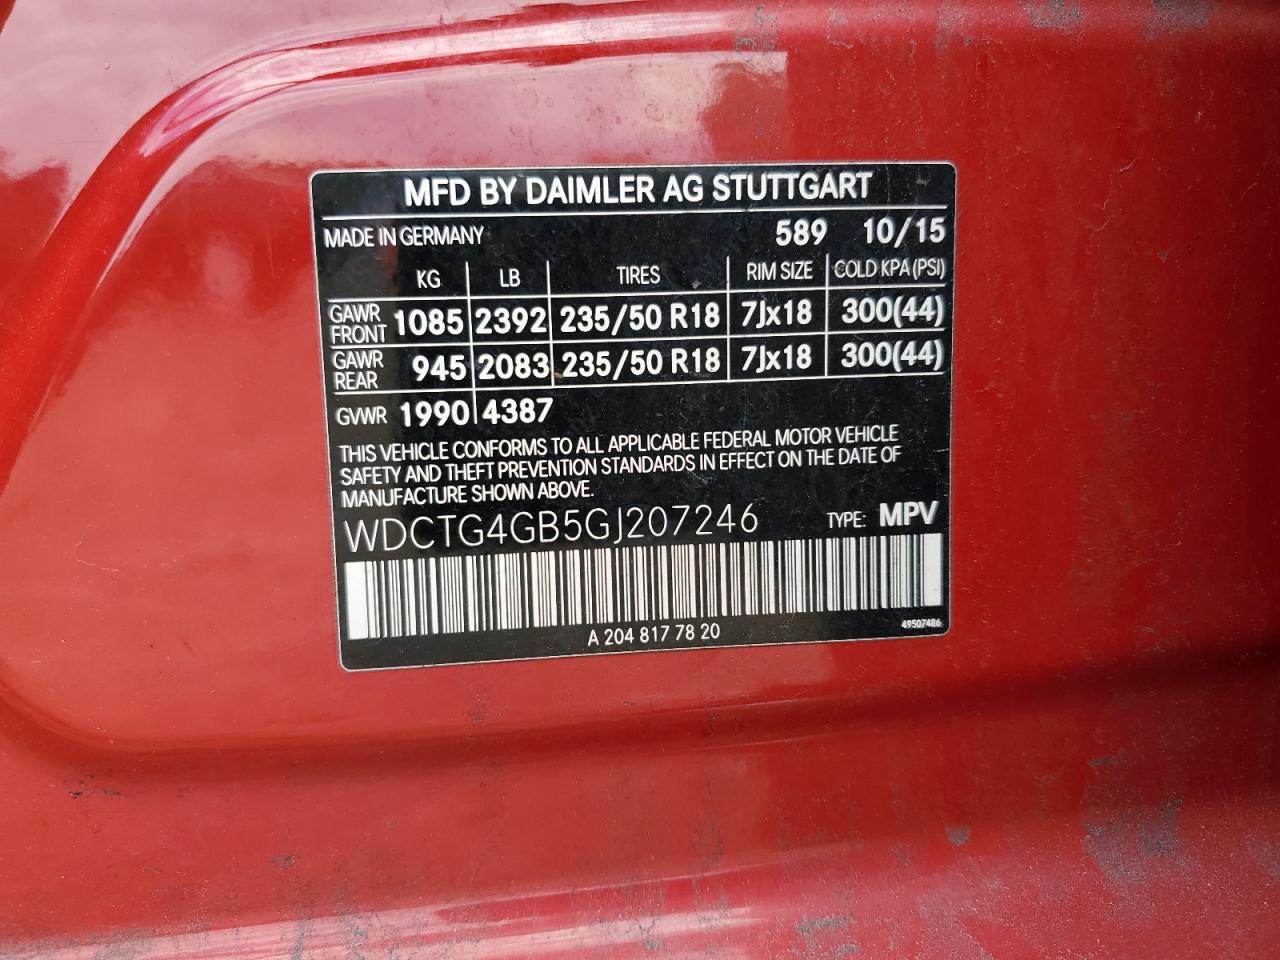 MFD BY DAIMLER AG STUTTGART
MADE IN GERMANY 589 10/15
KG LB TIRES RIM SIZE COLD KPA (PSI)
GAWR FRONT 1085 2392 235/50 R18 7Jx18 300(44)
GAWR REAR 945 2083 235/50 R18 7Jx18 300(44)
GVWR 1990 4387
THIS VEHICLE CONFORMS TO ALL APPLICABLE FEDERAL MOTOR VEHICLE
SAFETY AND THEFT PREVENTION STANDARDS IN EFFECT ON THE DATE OF
MANUFACTURE SHOWN ABOVE.
WDCTG4GB5GJ207246 TYPE: MPV
A 204 817 78 20 49507486